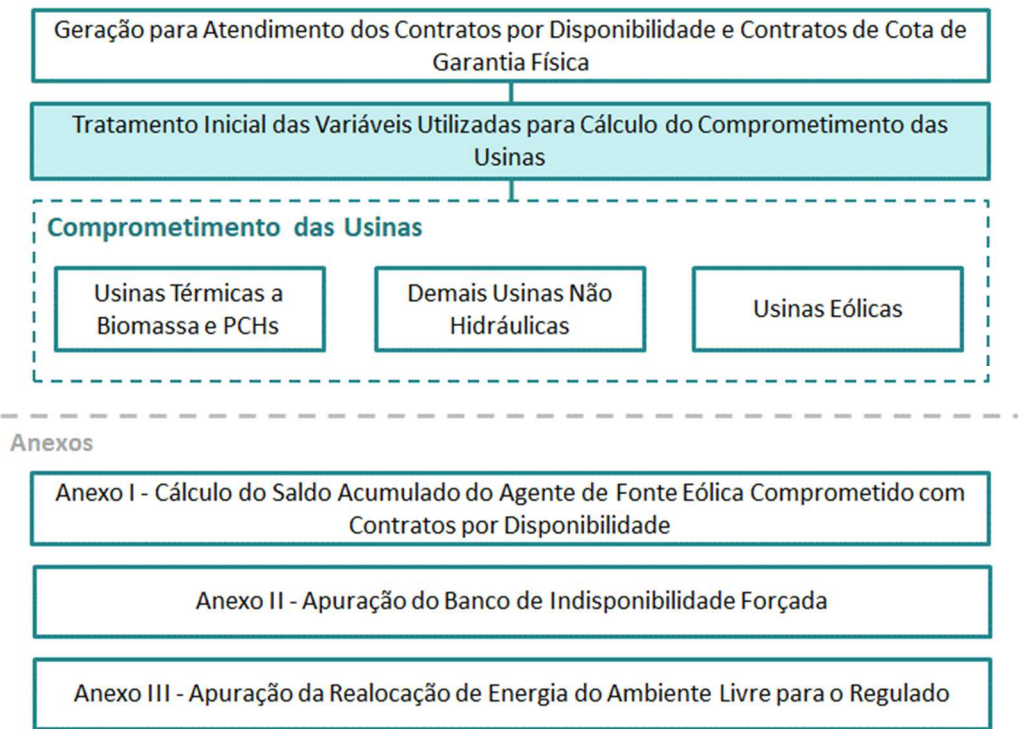 Geração para Atendimento dos Contratos por Disponibilidade e Contratos de Cota de
Garantia Física
Tratamento Inicial das Variáveis Utilizadas para Cálculo do Comprometimento das
Usinas
Comprometimento das Usinas
Usinas Térmicas a
Biomassa e PCHs
Demais Usinas Não
Hidráulicas
Usinas Eólicas
Anexos
Anexo I - Cálculo do Saldo Acumulado do Agente de Fonte Eólica Comprometido com
Contratos por Disponibilidade
Anexo II - Apuração do Banco de Indisponibilidade Forçada
Anexo III - Apuração da Realocação de Energia do Ambiente Livre para o Regulado